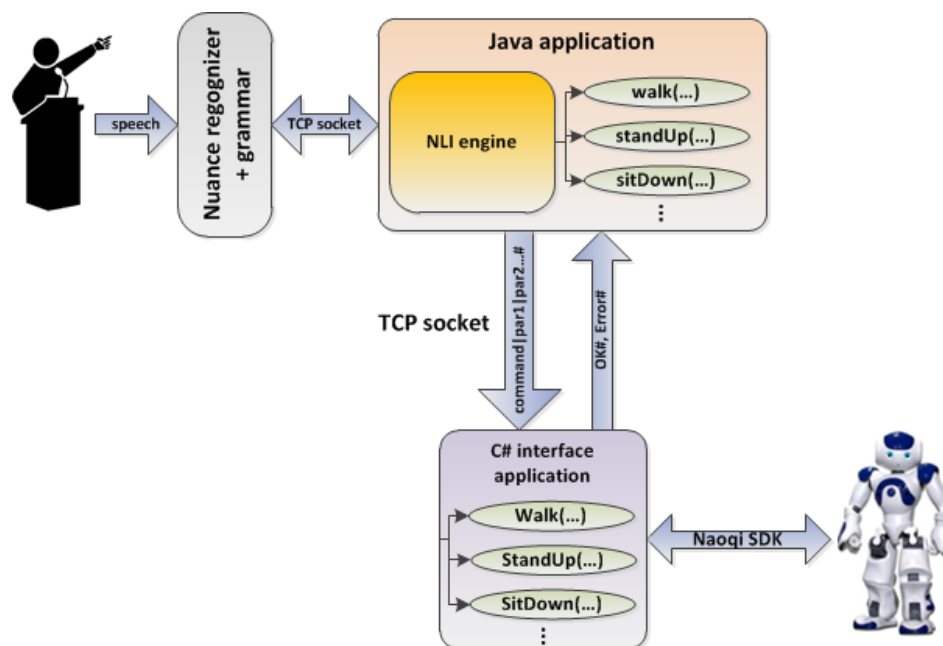 speech
Nuance regognizer
+ grammar
TCP socket
Java application
NLI engine
walk(...)
standUp(...)
sitDown(...)
⋮
TCP socket
command|par1|par2...#
OK#, Error#
C# interface
application
Walk(...)
StandUp(...)
SitDown(...)
⋮
Naoqi SDK